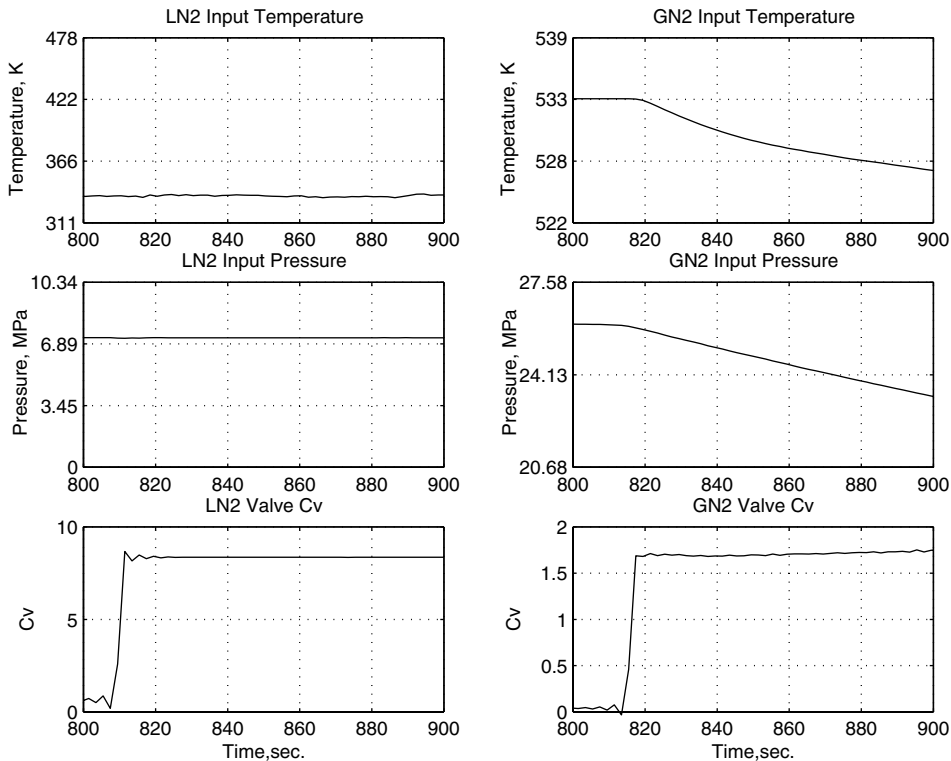 LN2 Input Temperature
Temperature, K
478
422
366
311
800 820 840 860 880 900
GN2 Input Temperature
Temperature, K
539
533
528
522
800 820 840 860 880 900
LN2 Input Pressure
Pressure, MPa
10.34
6.89
3.45
0
800 820 840 860 880 900
GN2 Input Pressure
Pressure, MPa
27.58
24.13
20.68
800 820 840 860 880 900
LN2 Valve Cv
Cv
10
5
0
800 820 840 860 880 900
Time,sec.
GN2 Valve Cv
Cv
2
1.5
1
0.5
0
800 820 840 860 880 900
Time,sec.